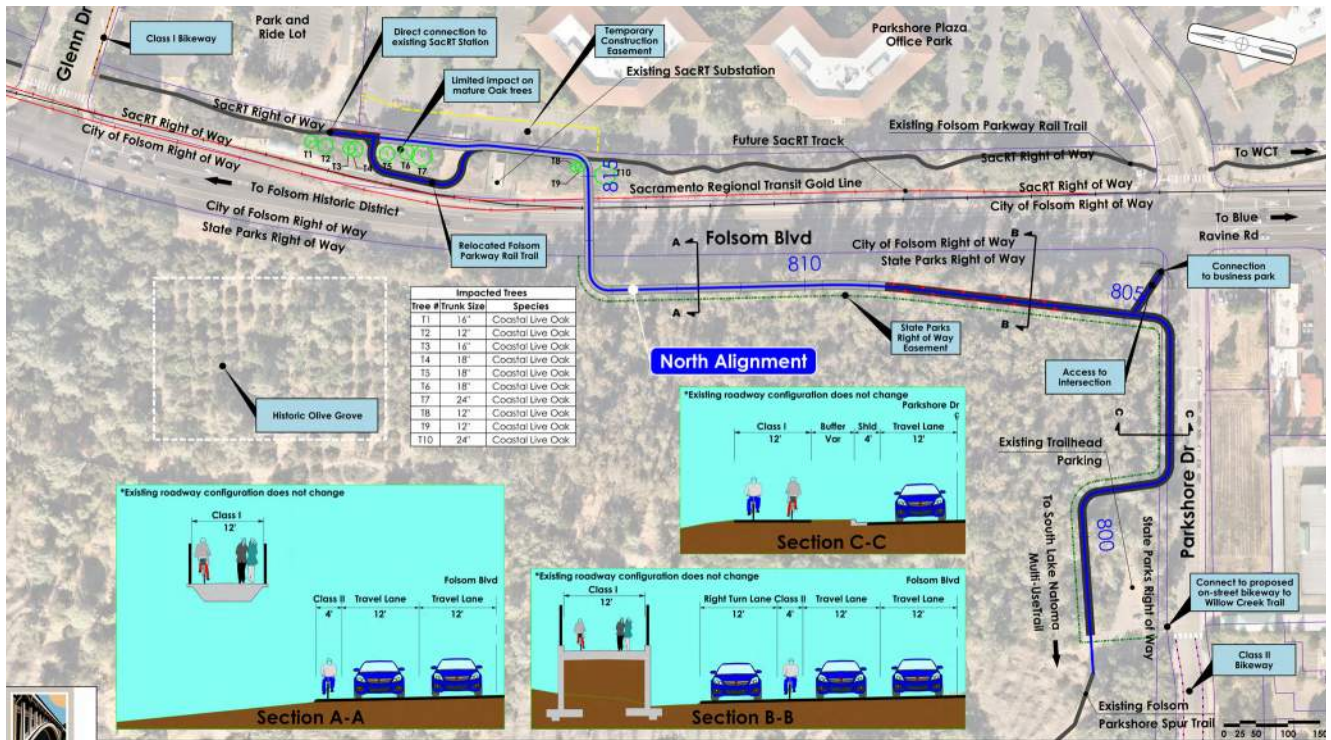 Glenn Dr
Class I Bikeway
Park and
Ride Lot
Direct connection to
existing SacRT Station
Temporary
Construction
Easement
Parkshore Plaza
Office Park
Limited impact on
mature Oak trees
Existing SacRT Substation
SacRT Right of Way
SacRT Right of Way
City of Folsom Right of Way
Future SacRT Track
Existing Folsom Parkway Rail Trail
SacRT Right of Way
To WCT
T1
T2
T3
T4
T5
T6
T7
T8
T9
T10
815
Sacramento Regional Transit Gold Line
SacRT Right of Way
City of Folsom Right of Way
To Folsom Historic District
City of Folsom Right of Way
State Parks Right of Way
Relocated Folsom
Parkway Rail Trail
Folsom Blvd
City of Folsom Right of Way
State Parks Right of Way
To Blue
Ravine Rd
A
A
B
B
810
805
Connection
to business park
State Parks
Right of Way
Easement
North Alignment
Access to
intersection
Historic Olive Grove
Impacted Trees
Tree # Trunk Size Species
T1 16" Coastal Live Oak
T2 12" Coastal Live Oak
T3 16" Coastal Live Oak
T4 18" Coastal Live Oak
T5 18" Coastal Live Oak
T6 18" Coastal Live Oak
T7 24" Coastal Live Oak
T8 12" Coastal Live Oak
T9 12" Coastal Live Oak
T10 24" Coastal Live Oak
C
C
Existing Trailhead
Parking
Parkshore Dr
State Parks Right of Way
800
To South Lake Natoma
Multi-UseTrail
Connect to proposed
on-street bikeway to
Willow Creek Trail
Class II
Bikeway
Existing Folsom
Parkshore Spur Trail
0 25 50 100 150
*Existing roadway configuration does not change
Parkshore Dr
Class I Buffer Shld Travel Lane
12' Var 4' 12'
Section C-C
*Existing roadway configuration does not change
Class I
12'
Folsom Blvd
Class II Travel Lane Travel Lane
4' 12' 12'
Section A-A
*Existing roadway configuration does not change
Class I
12'
Folsom Blvd
Right Turn Lane Class II Travel Lane Travel Lane
12' 4' 12' 12'
Section B-B